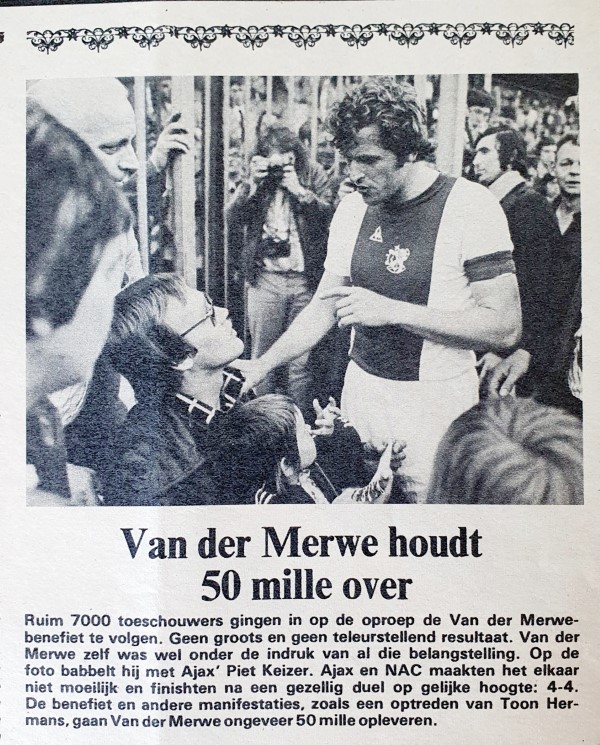 Van der Merwe houdt
50 mille over
Ruim 7000 toeschouwers gingen in op de oproep de Van der Merwe-
benefiet te volgen. Geen groots en geen teleurstellend resultaat. Van der
Merwe zelf was wel onder de indruk van al die belangstelling. Op de
foto babbelt hij met Ajax' Piet Keizer. Ajax en NAC maakten het elkaar
niet moeilijk en finishten na een gezellig duel op gelijke hoogte: 4-4.
De benefiet en andere manifestaties, zoals een optreden van Toon Her-
mans, gaan Van der Merwe ongeveer 50 mille opleveren.